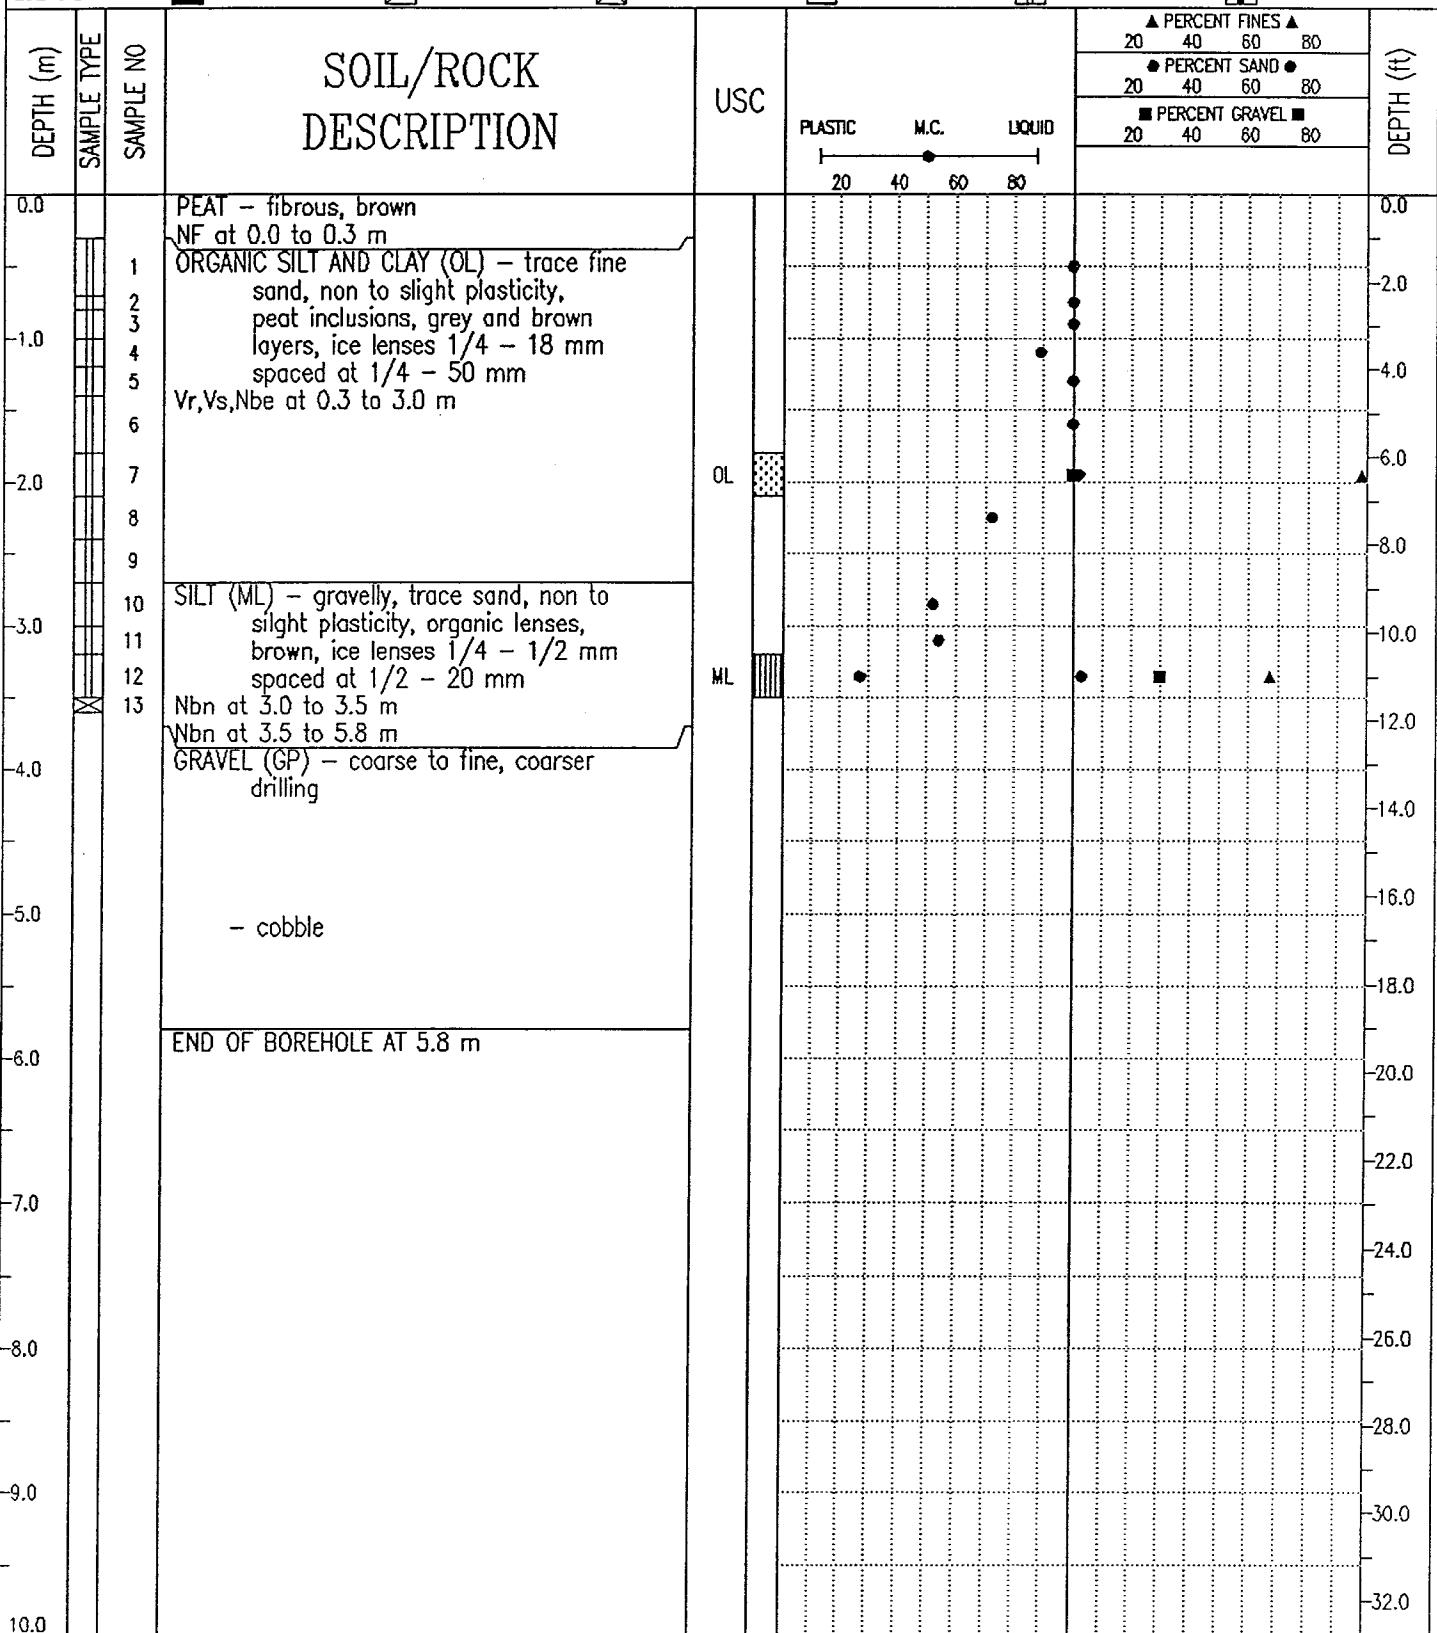 DEPTH (m)
SAMPLE TYPE
SAMPLE NO
SOIL/ROCK
DESCRIPTION
USC
PLASTIC M.C. LIQUID
20 40 60 80
▲ PERCENT FINES ▲
20 40 60 80
● PERCENT SAND ●
20 40 60 80
■ PERCENT GRAVEL ■
20 40 60 80
DEPTH (ft)
0.0
-1.0
-2.0
-3.0
-4.0
-5.0
-6.0
-7.0
-8.0
-9.0
10.0
1
2
3
4
5
6
7
8
9
10
11
12
13
PEAT – fibrous, brown
NF at 0.0 to 0.3 m
ORGANIC SILT AND CLAY (OL) – trace fine
sand, non to slight plasticity,
peat inclusions, grey and brown
layers, ice lenses 1/4 – 18 mm
spaced at 1/4 – 50 mm
Vr,Vs,Nbe at 0.3 to 3.0 m
SILT (ML) – gravelly, trace sand, non to
silght plasticity, organic lenses,
brown, ice lenses 1/4 – 1/2 mm
spaced at 1/2 – 20 mm
Nbn at 3.0 to 3.5 m
Nbn at 3.5 to 5.8 m
GRAVEL (GP) – coarse to fine, coarser
drilling
– cobble
END OF BOREHOLE AT 5.8 m
OL
ML
0.0
-2.0
-4.0
6.0
-8.0
10.0
-12.0
-14.0
-16.0
-18.0
-20.0
-22.0
-24.0
-26.0
-28.0
-30.0
-32.0